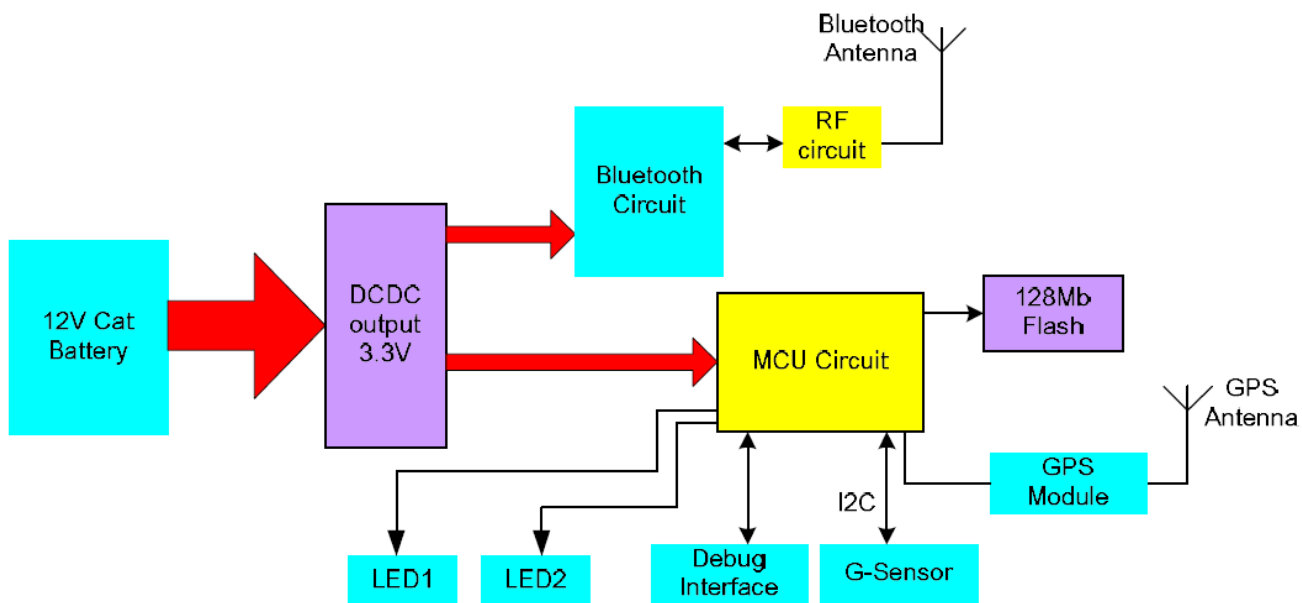 Bluetooth
Antenna
RF
circuit
Bluetooth
Circuit
12V Cat
Battery
DCDC
output
3.3V
128Mb
Flash
MCU Circuit
GPS
Antenna
GPS
Module
I2C
LED1
LED2
Debug
Interface
G-Sensor